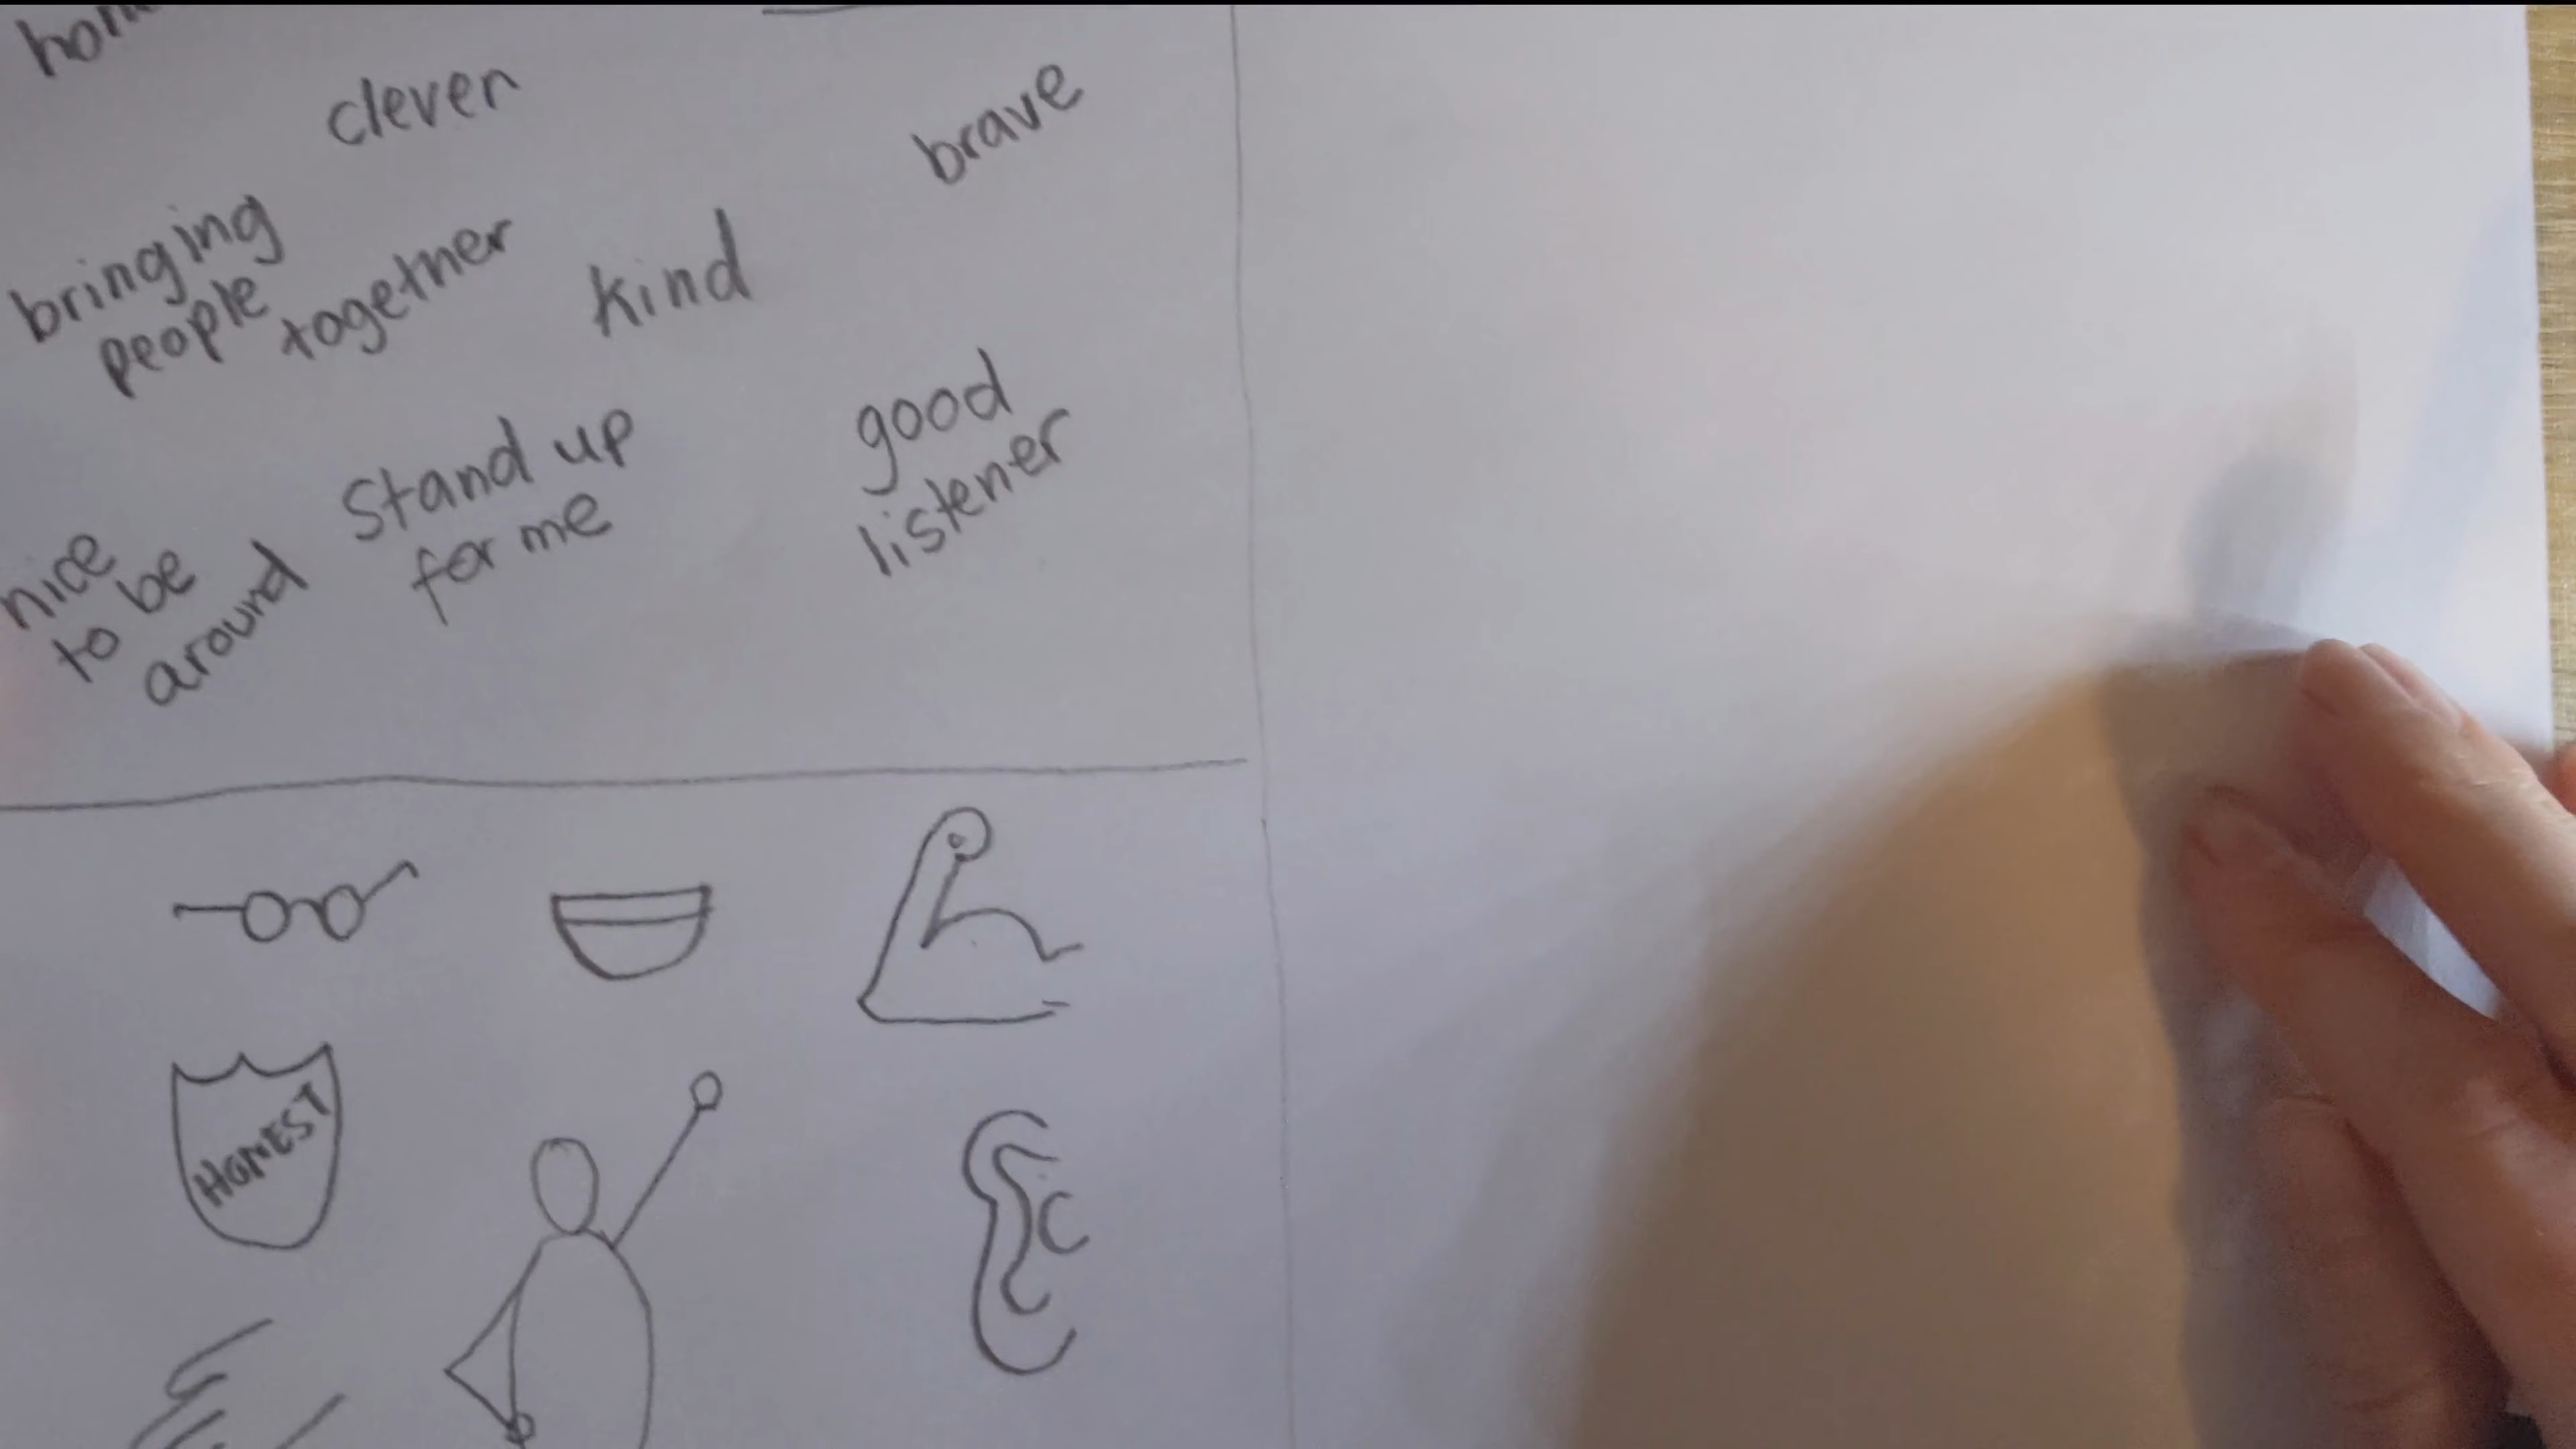 clever
brave
bringing
people together
kind
Stand up
for me
good
listener
nice
to be
around
HONEST